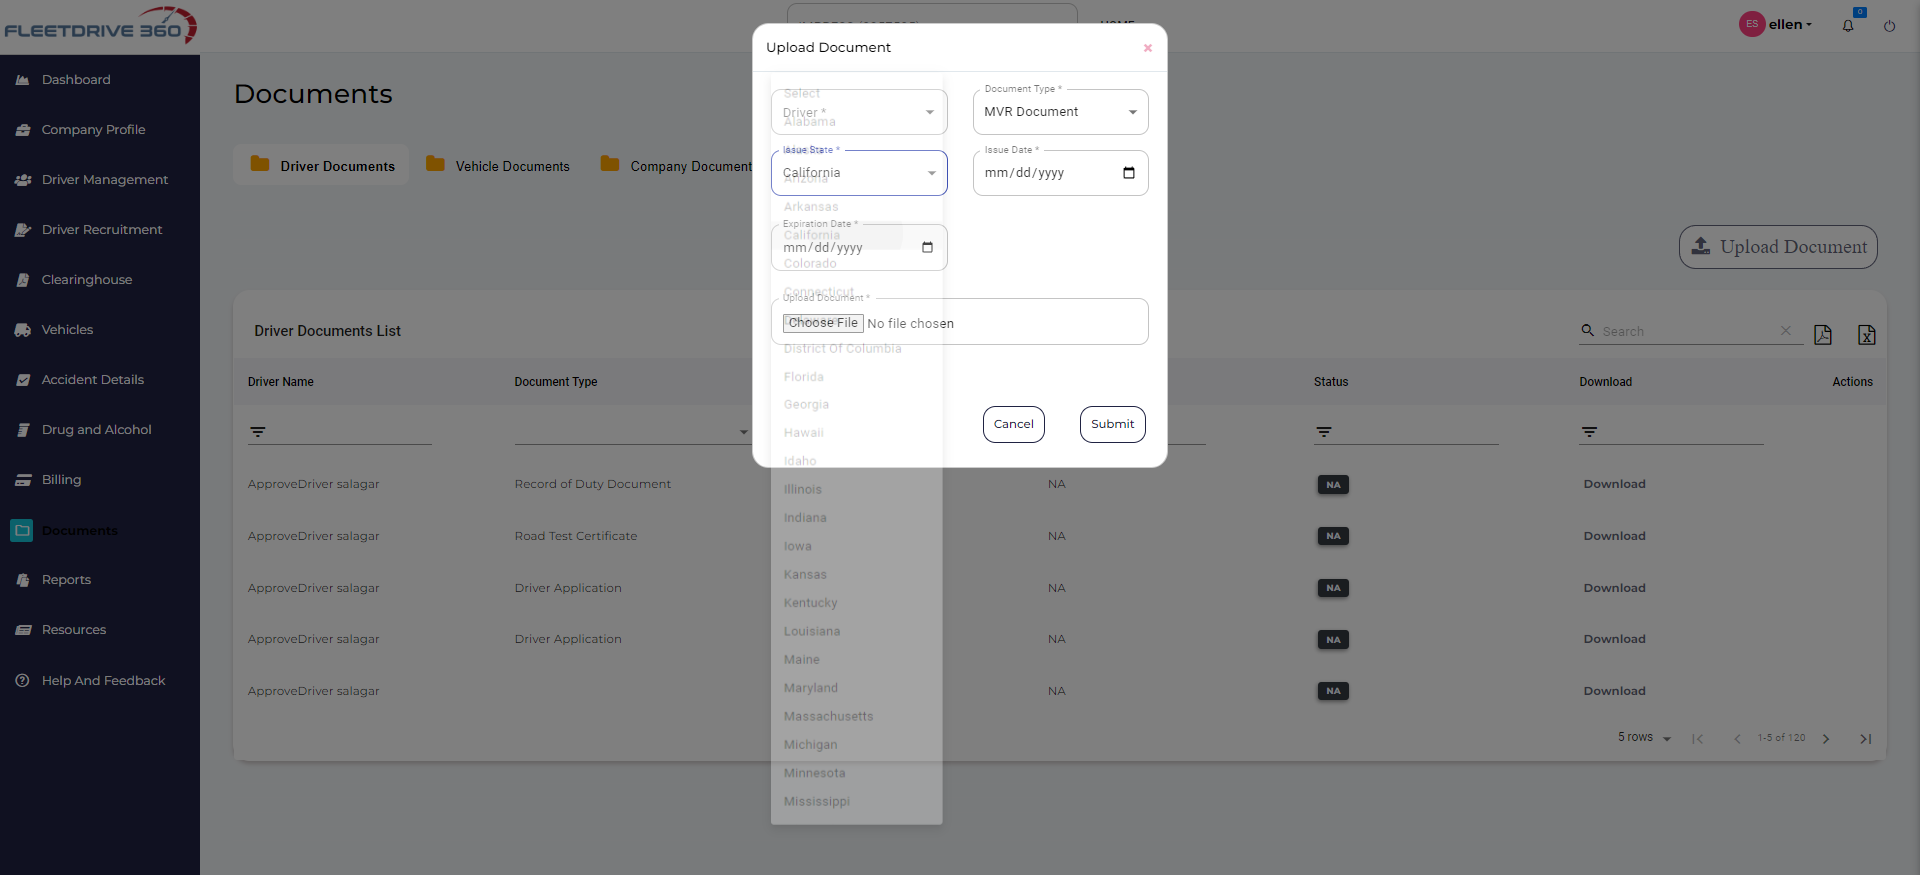 FLEETDRIVE 360
HOME
ES ellen
0
Upload Document
×
Dashboard
Company Profile
Driver Management
Driver Recruitment
Clearinghouse
Vehicles
Accident Details
Drug and Alcohol
Billing
Documents
Reports
Resources
Help And Feedback
Documents
Driver Documents
Vehicle Documents
Company Document
Upload Document
Driver *
Document Type *
MVR Document
Issue State *
California
Issue Date *
mm/dd/yyyy
Expiration Date *
mm/dd/yyyy
Upload Document *
Choose File No file chosen
Cancel
Submit
Select
Alabama
Arizona
Arkansas
California
Colorado
Connecticut
District Of Columbia
Florida
Georgia
Hawaii
Idaho
Illinois
Indiana
Iowa
Kansas
Kentucky
Louisiana
Maine
Maryland
Massachusetts
Michigan
Minnesota
Mississippi
Driver Documents List
Search
Driver Name Document Type Status Download Actions
ApproveDriver salagar Record of Duty Document NA NA Download
ApproveDriver salagar Road Test Certificate NA NA Download
ApproveDriver salagar Driver Application NA NA Download
ApproveDriver salagar Driver Application NA NA Download
ApproveDriver salagar NA NA Download
5 rows 1-5 of 120